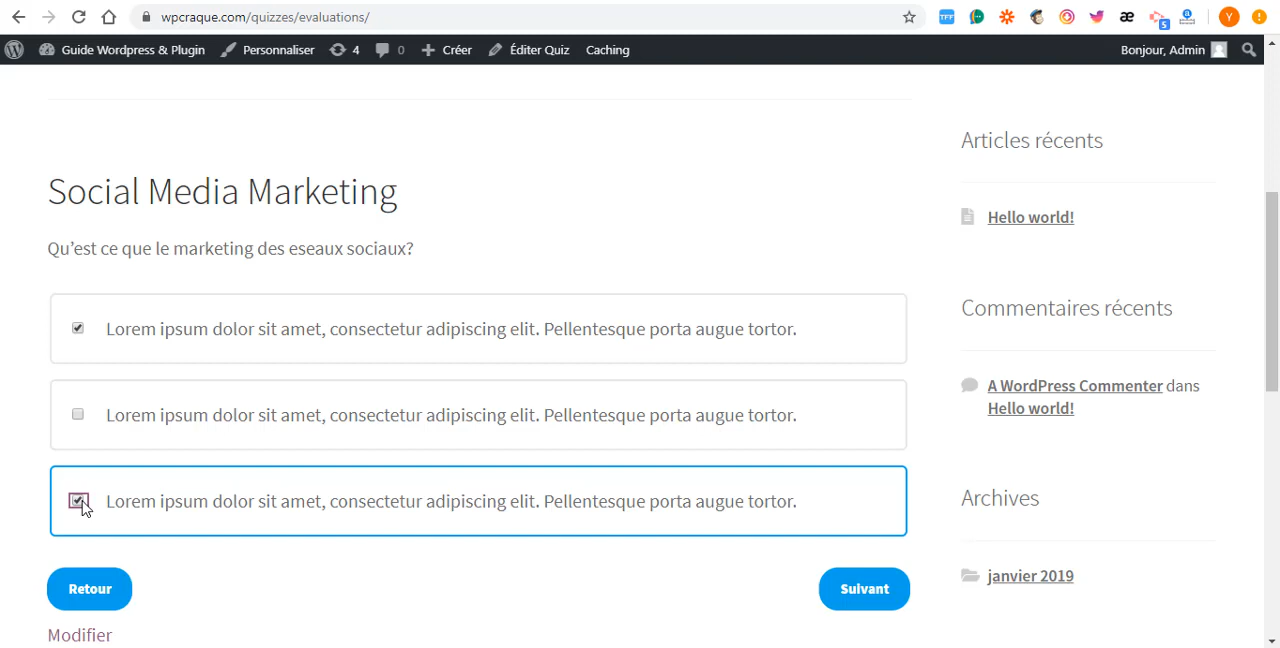 wpcraque.com/quizzes/evaluations/
TFF
æ
5
Y
Guide Wordpress & Plugin
Personnaliser
4
0
Créer
Éditer Quiz
Caching
Bonjour, Admin
Social Media Marketing
Qu'est ce que le marketing des eseaux sociaux?
Lorem ipsum dolor sit amet, consectetur adipiscing elit. Pellentesque porta augue tortor.
Lorem ipsum dolor sit amet, consectetur adipiscing elit. Pellentesque porta augue tortor.
Lorem ipsum dolor sit amet, consectetur adipiscing elit. Pellentesque porta augue tortor.
Retour
Suivant
Modifier
Articles récents
Hello world!
Commentaires récents
A WordPress Commenter dans
Hello world!
Archives
janvier 2019